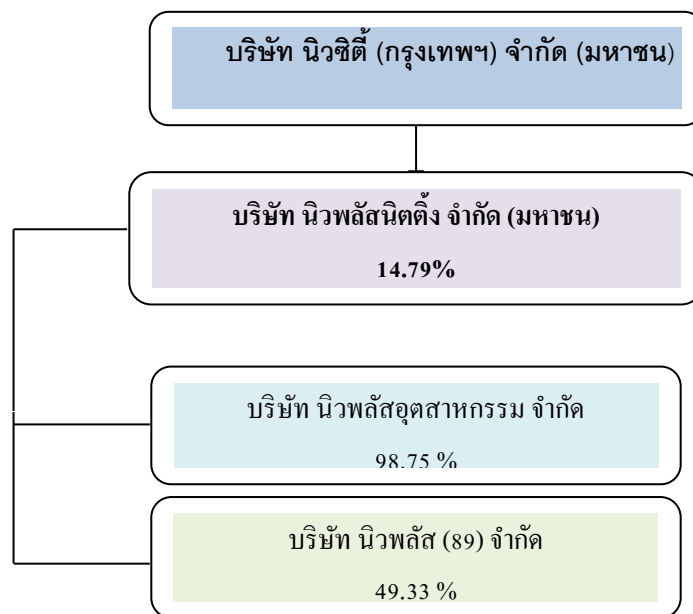 บริษัท นิวซิตี้ (กรุงเทพฯ) จำกัด (มหาชน)
บริษัท นิวพลัสนิตติ้ง จำกัด (มหาชน)
14.79%
บริษัท นิวพลัสอุตสาหกรรม จำกัด
98.75 %
บริษัท นิวพลัส (89) จำกัด
49.33 %